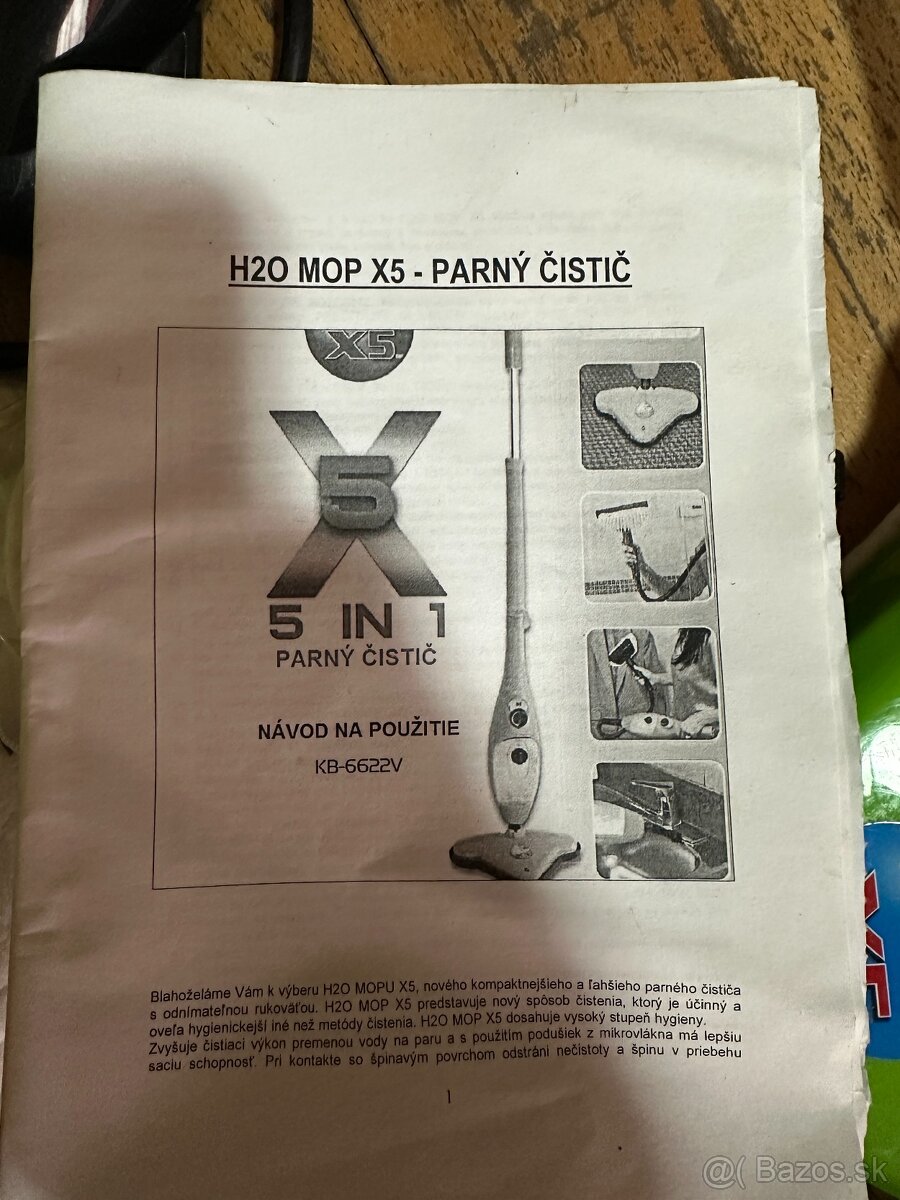 H2O MOP X5 - PARNÝ ČISTIČ
X5
X
5
5 IN 1
PARNÝ ČISTIČ
NÁVOD NA POUŽITIE
KB-6622V
Blahoželáme Vám k výberu H2O MOPU X5, nového kompaktnejšieho a ľahšieho parného čističa
s odnímateľnou rukoväťou. H2O MOP X5 predstavuje nový spôsob čistenia, ktorý je účinný a
oveľa hygienickejší iné než metódy čistenia. H2O MOP X5 dosahuje vysoký stupeň hygieny.
Zvyšuje čistiaci výkon premenou vody na paru a s použitím podušiek z mikrovlákna má lepšiu
saciu schopnosť. Pri kontakte so špinavým povrchom odstráni nečistoty a špinu v priebehu
1
X5
@( Bazos.sk